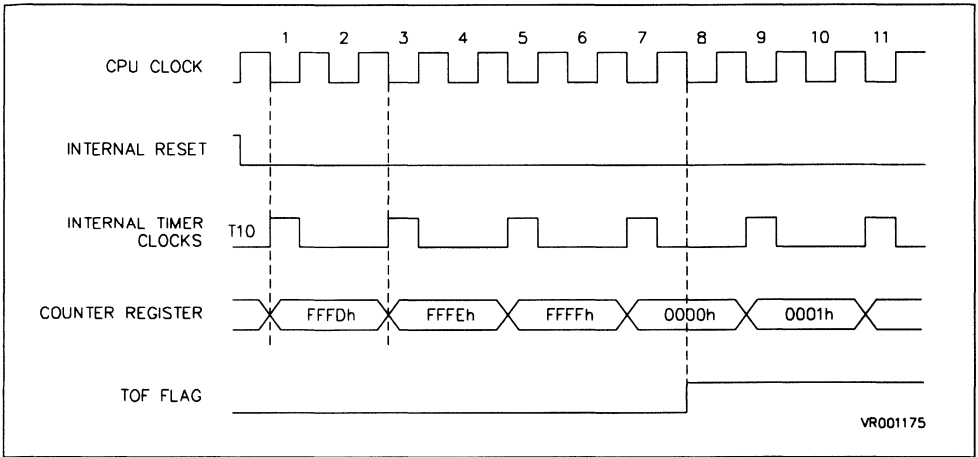 1 2 3 4 5 6 7 8 9 10 11
CPU CLOCK
INTERNAL RESET
INTERNAL TIMER
CLOCKS
T10
COUNTER REGISTER
FFFDh FFFEh FFFFh 0000h 0001h
TOF FLAG
VR001175